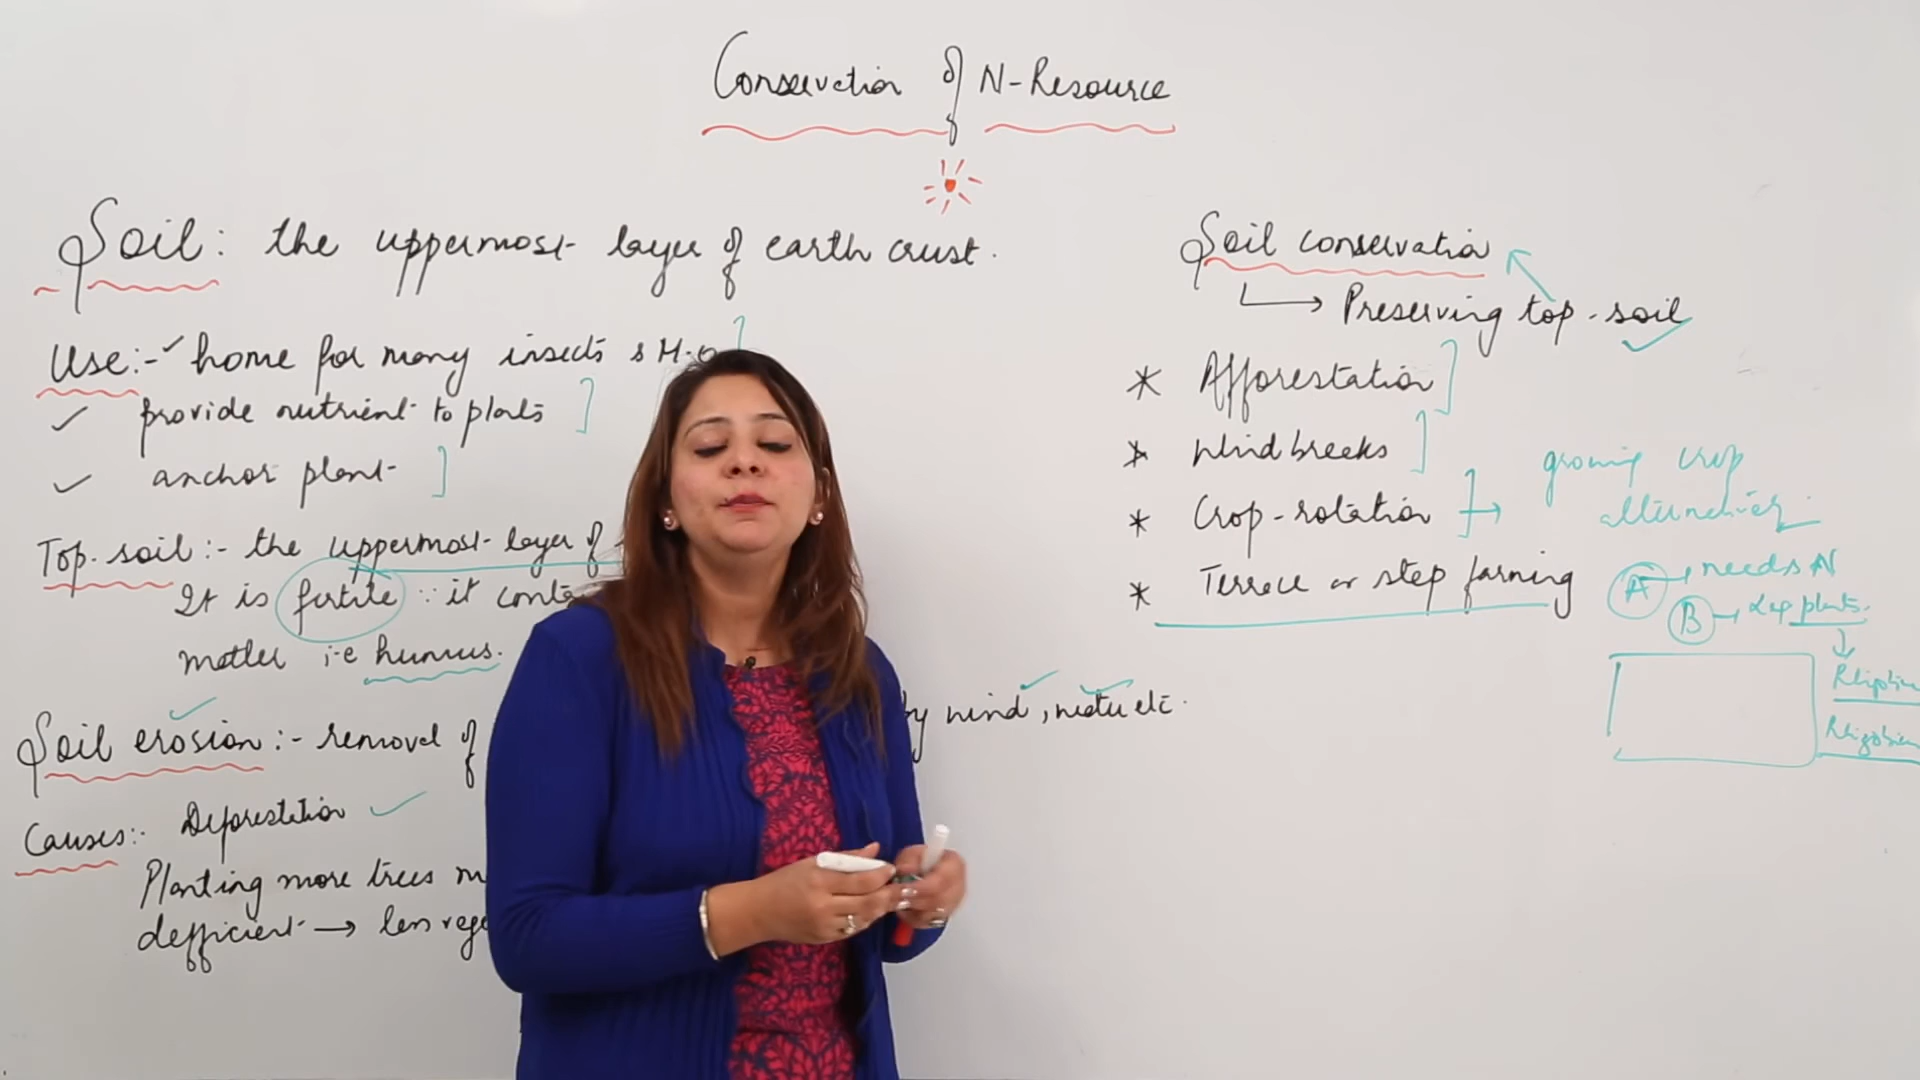 Conservation of N-Resource
Soil : the uppermost layer of earth crust.
Use :- ✓ home for many insects & M.o
✓ provide nutrient to plants
✓ anchor plant
Top-soil :- the uppermost layer of
It is fertile ∵ it conta
matter i.e humus.
Soil erosion :- removal of by wind, water etc.
Causes :- Deforestation
Planting more trees
defficient → less vege
Soil conservation
↳ Preserving top-soil
* Afforestation
* Wind breaks
* Crop-rotation → growing crop
alternatively.
* Terrace or step farming
A → needs N
B → Leg plants.
↓
Rhizobium